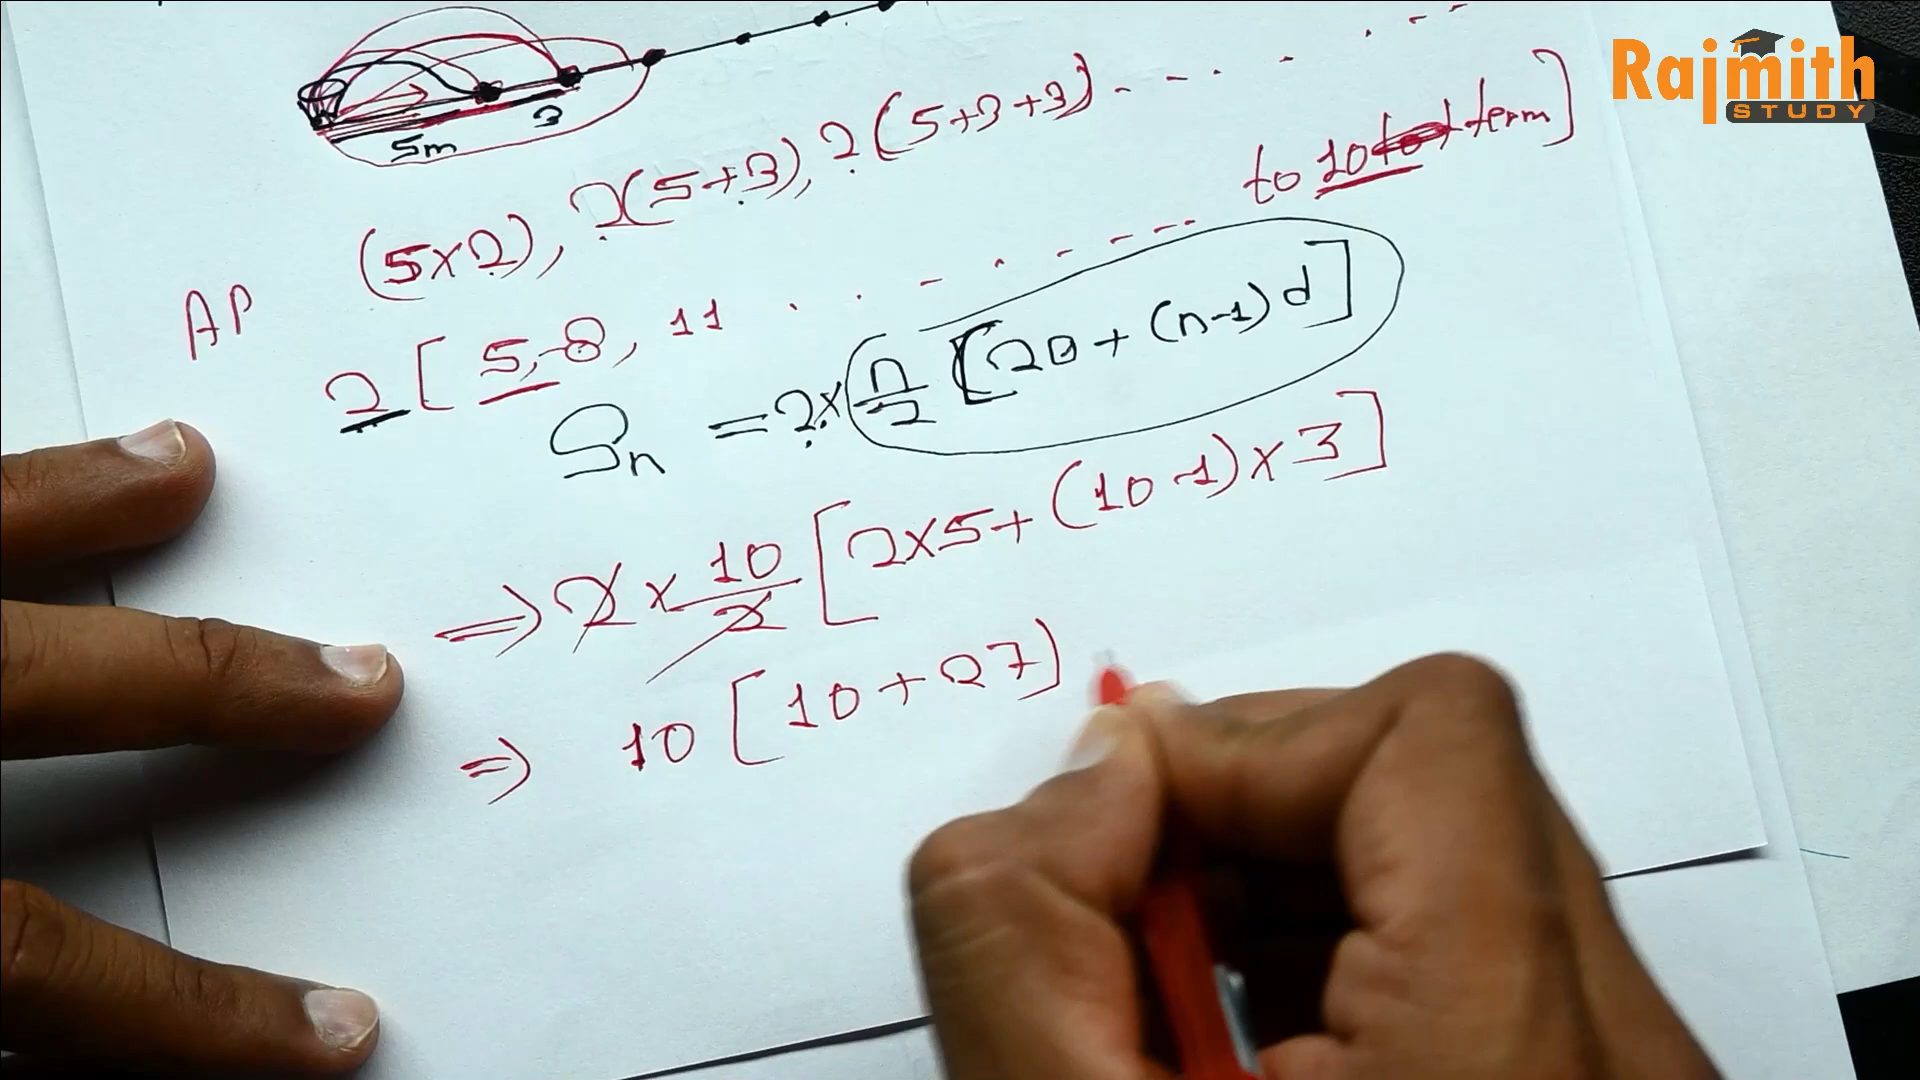 Rajmith
STUDY
5m 3
(5×2), 2(5+3), 2(5+3+3) - - - - -
AP
2[5, 8, 11 . . . - - - - - - to 10 term]
Sn = 2× n/2 [2a + (n-1) d]
⇒ 2 × 10/2 [2×5+ (10-1) × 3]
⇒ 10 [10+27)